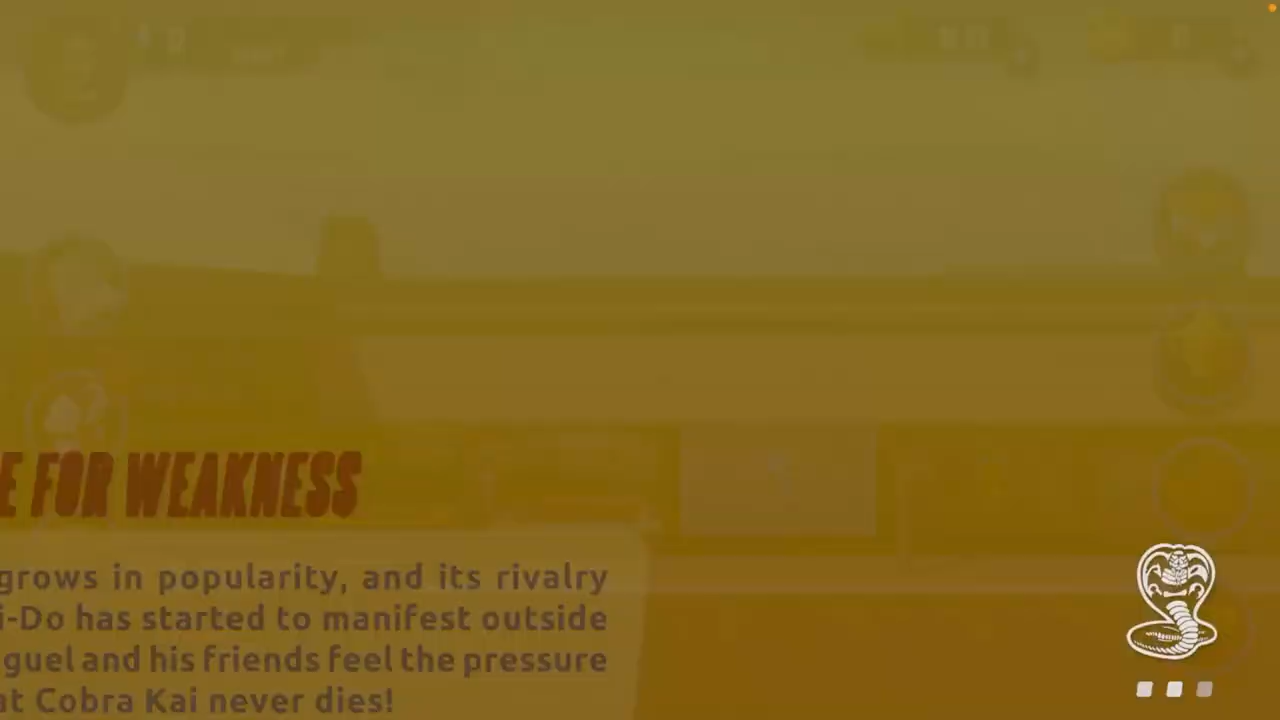 E FOR WEAKNESS
grows in popularity, and its rivalry
i-Do has started to manifest outside
guel and his friends feel the pressure
at Cobra Kai never dies!